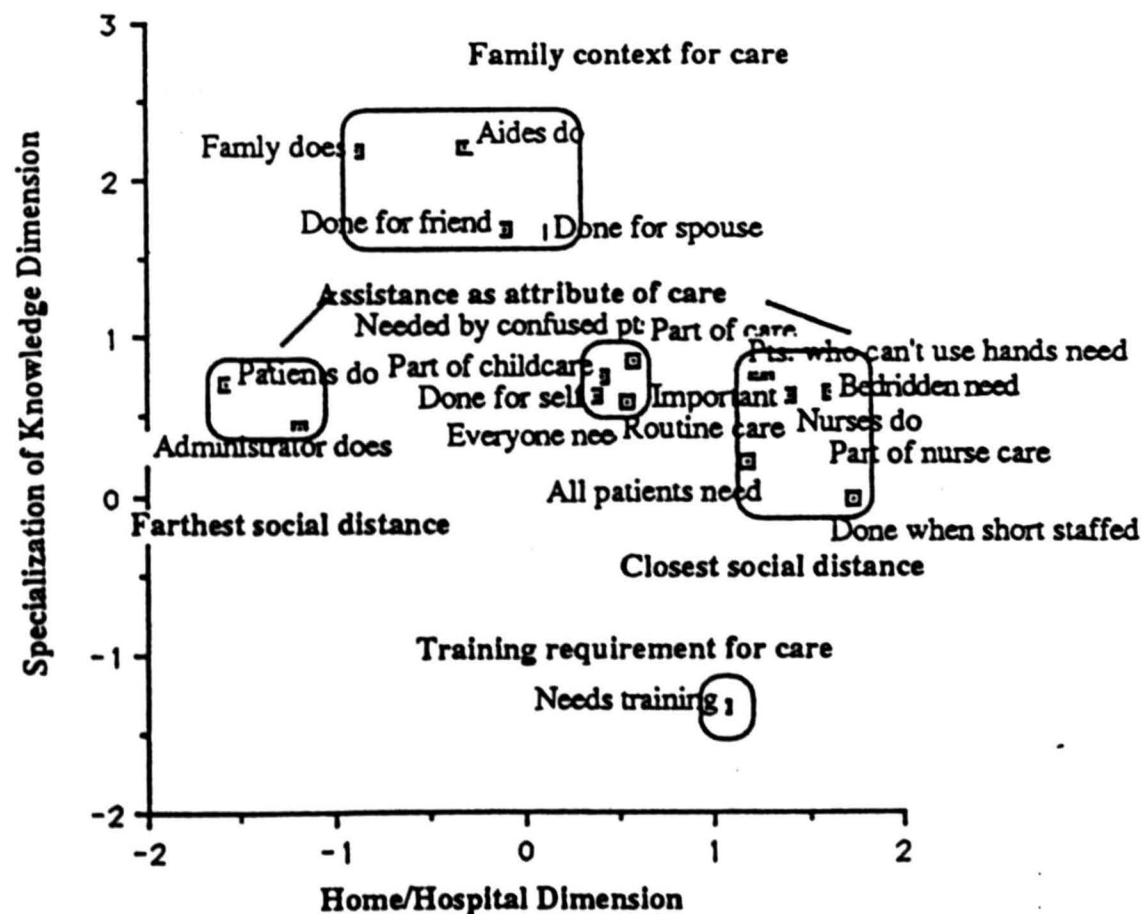 3
Family context for care
Famly does
Aides do
2
Done for friend
Done for spouse
Specialization of Knowledge Dimension
Assistance as attribute of care
1
Needed by confused pt
Part of care
Pts. who can't use hands need
Patients do
Part of childcare
Bedridden need
Done for self
Important
Nurses do
Everyone nee
Routine care
Administrator does
Part of nurse care
All patients need
0
Farthest social distance
Done when short staffed
Closest social distance
-1
Training requirement for care
Needs training
-2
-2 -1 0 1 2
Home/Hospital Dimension